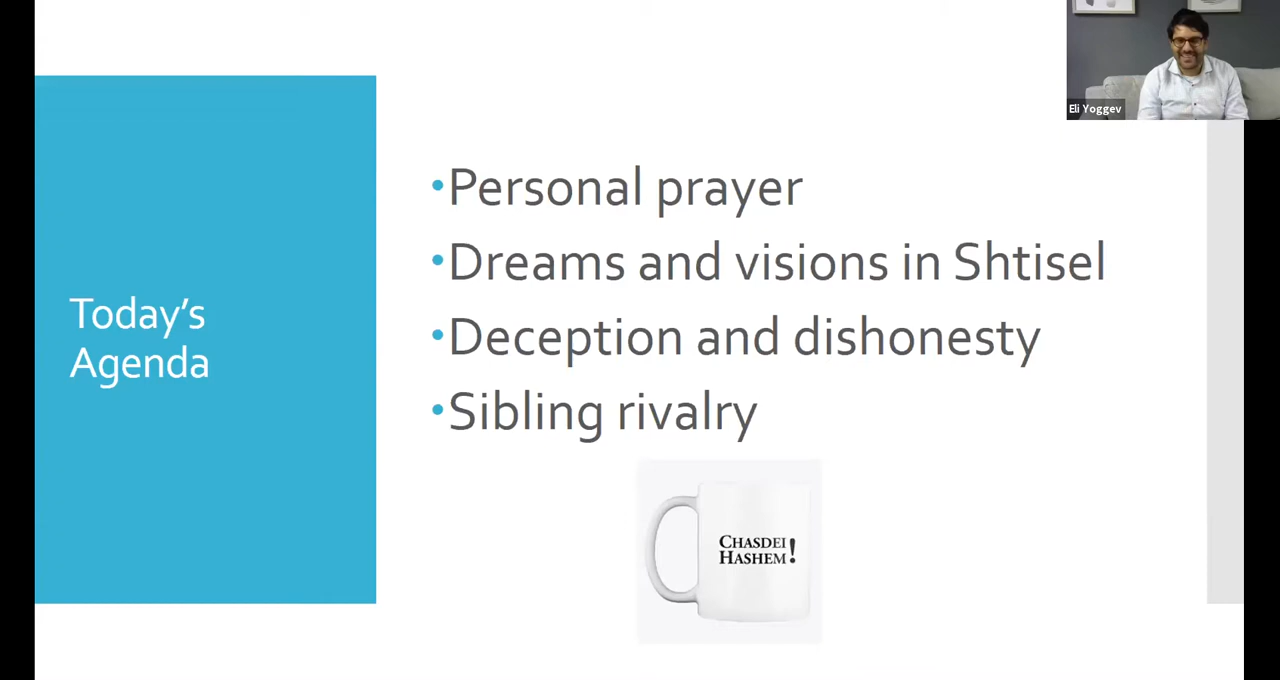 Eli Yoggev
Today's
Agenda
•Personal prayer
•Dreams and visions in Shtisel
•Deception and dishonesty
•Sibling rivalry
CHASDEI
HASHEM!